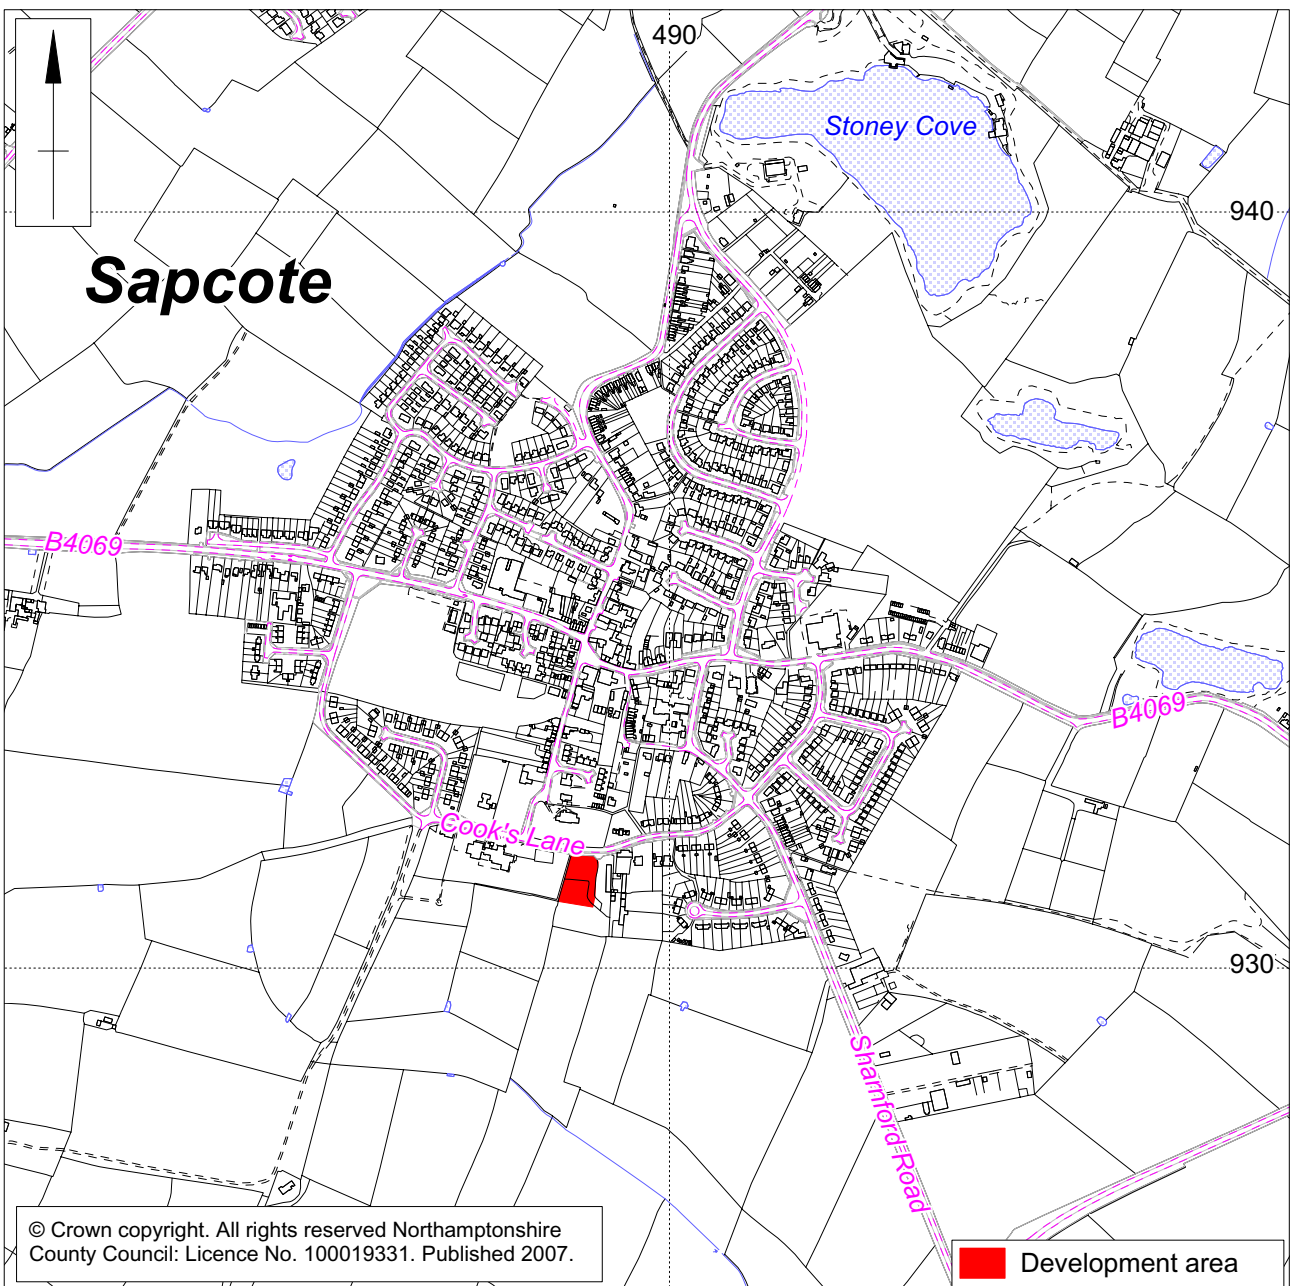 490
Stoney Cove
940
Sapcote
B4069
B4069
Cook's Lane
930
Sharnford Road
© Crown copyright. All rights reserved Northamptonshire
County Council: Licence No. 100019331. Published 2007.
Development area